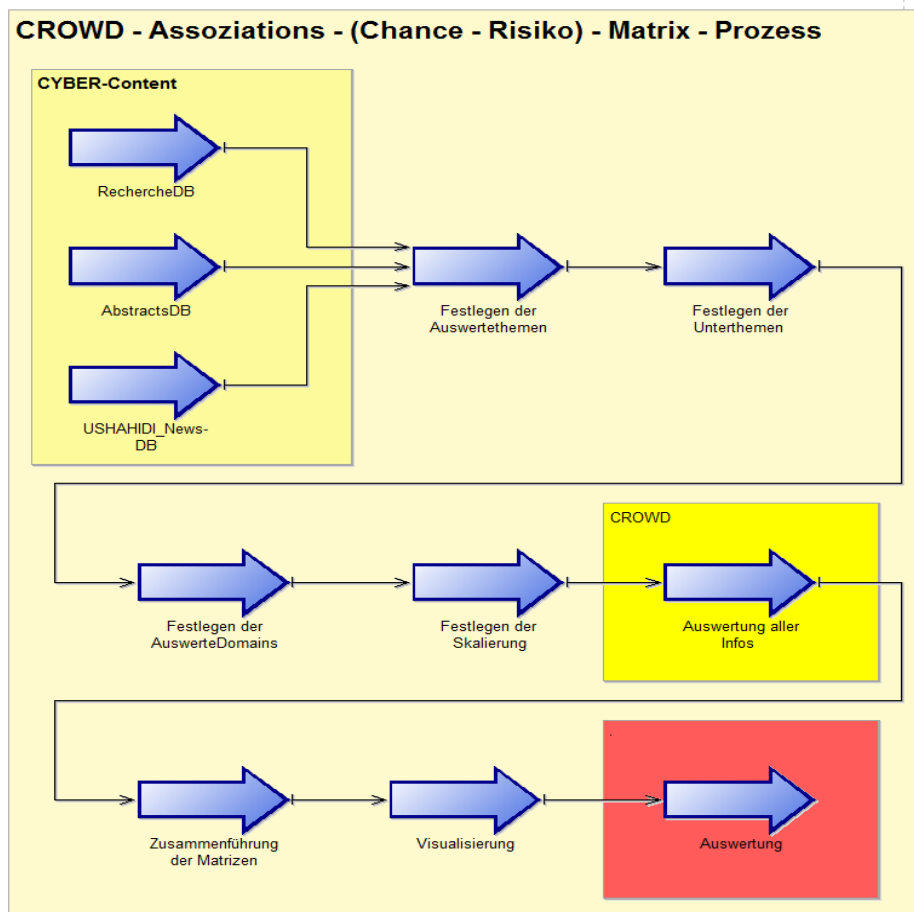 CROWD - Assoziations - (Chance - Risiko) - Matrix - Prozess
CYBER-Content
RechercheDB
AbstractsDB
USHAHIDI_News-
DB
Festlegen der
Auswertethemen
Festlegen der
Unterthemen
Festlegen der
AuswerteDomains
Festlegen der
Skalierung
CROWD
Auswertung aller
Infos
Zusammenführung
der Matrizen
Visualisierung
.
Auswertung